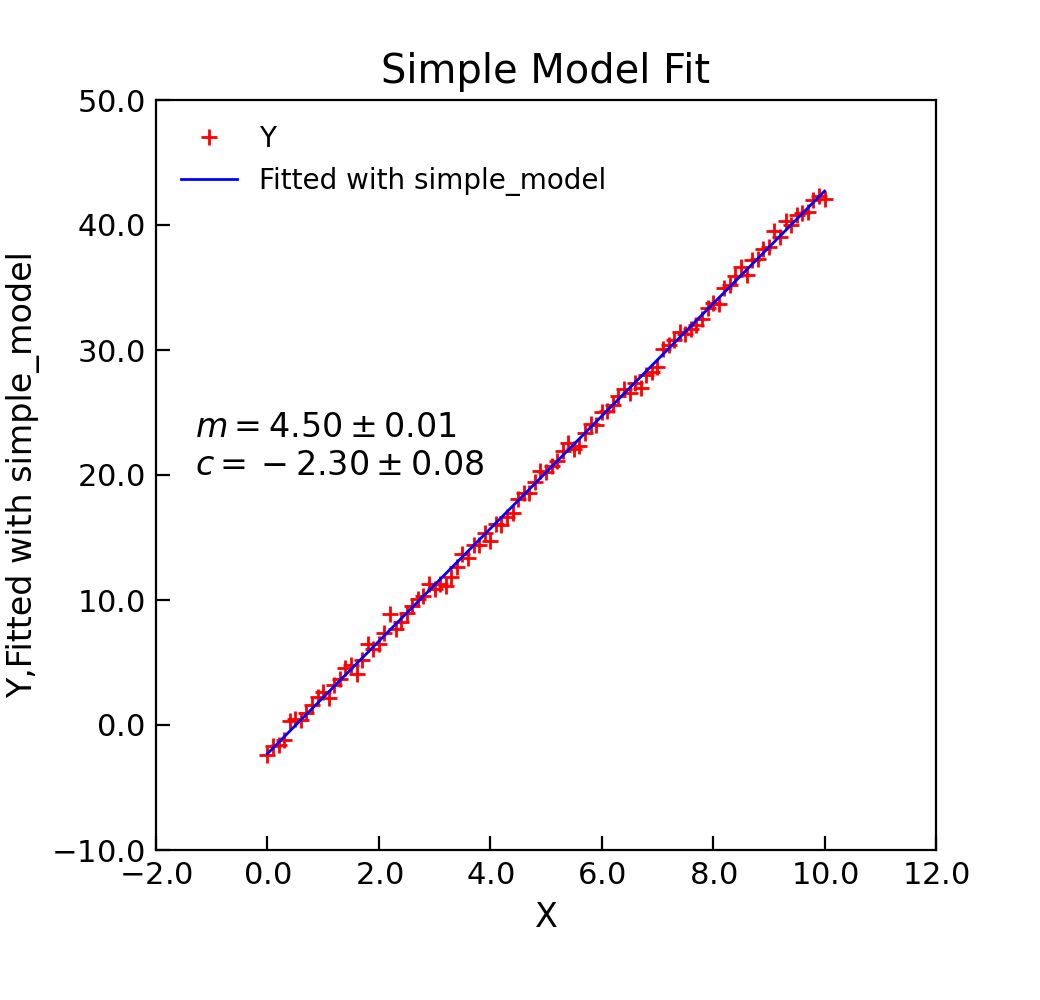 Simple Model Fit
50.0
40.0
30.0
20.0
10.0
0.0
−10.0
Y
Fitted with simple_model
m = 4.50 ± 0.01
c = − 2.30 ± 0.08
Y,Fitted with simple_model
−2.0 0.0 2.0 4.0 6.0 8.0 10.0 12.0
X